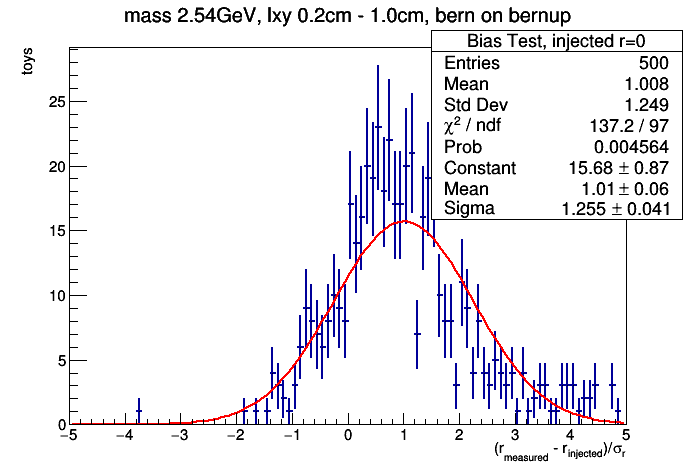 mass 2.54GeV, lxy 0.2cm - 1.0cm, bern on bernup
Bias Test, injected r=0
Entries 500
Mean 1.008
Std Dev 1.249
χ² / ndf 137.2 / 97
Prob 0.004564
Constant 15.68 ± 0.87
Mean 1.01 ± 0.06
Sigma 1.255 ± 0.041
toys
25
20
15
10
5
0
−5 −4 −3 −2 −1 0 1 2 3 4 5
(r_measured - r_injected)/σ_r